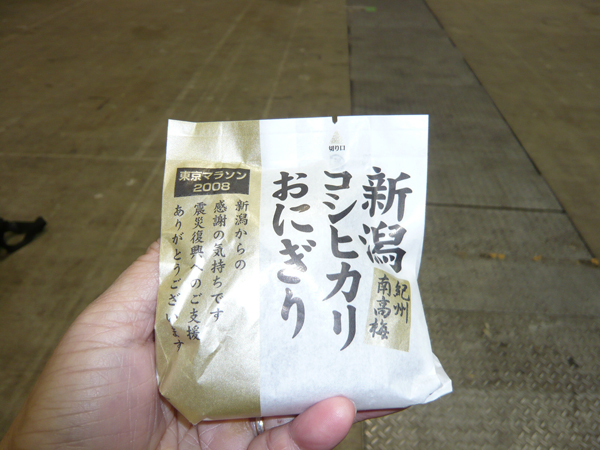 切り口
新潟
コシヒカリ
おにぎり
紀州
南高梅
東京マラソン
2008
新潟からの
感謝の気持ちです
震災復興へのご支援
ありがとうございます